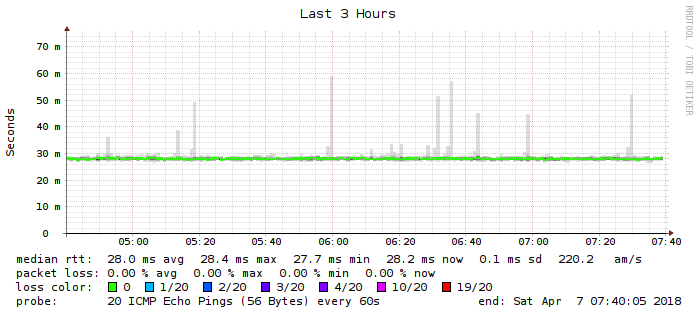 Last 3 Hours
RRDTOOL / TOBI OETIKER
Seconds
70 m
60 m
50 m
40 m
30 m
20 m
10 m
0
05:00 05:20 05:40 06:00 06:20 06:40 07:00 07:20 07:40
median rtt: 28.0 ms avg 28.4 ms max 27.7 ms min 28.2 ms now 0.1 ms sd 220.2 am/s
packet loss: 0.00 % avg 0.00 % max 0.00 % min 0.00 % now
loss color: 0 1/20 2/20 3/20 4/20 10/20 19/20
probe: 20 ICMP Echo Pings (56 Bytes) every 60s end: Sat Apr 7 07:40:05 2018